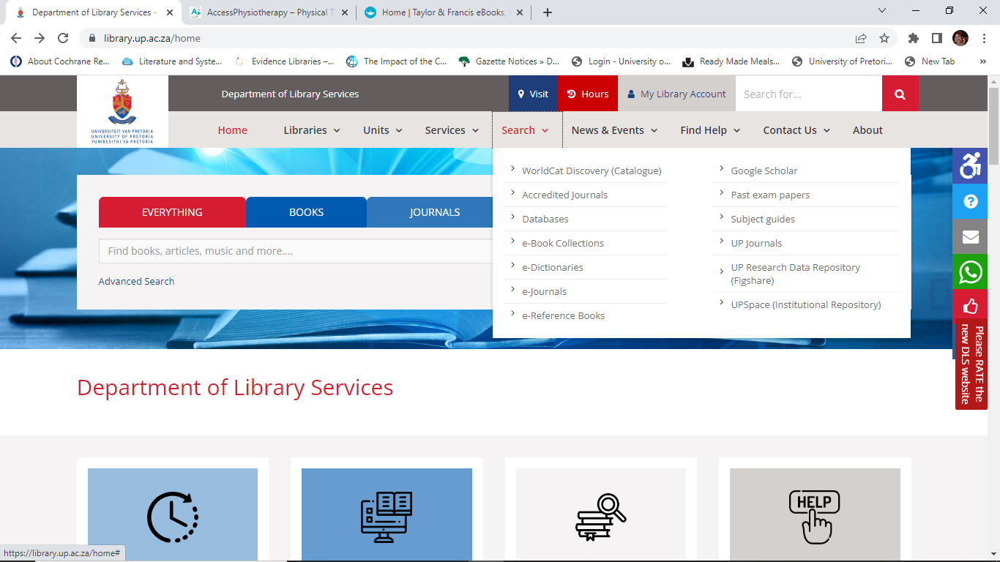 Department of Library Services -
AccessPhysiotherapy – Physical T
Home | Taylor & Francis eBooks,
library.up.ac.za/home
About Cochrane Re...
Literature and Syste...
Evidence Libraries –...
The Impact of the C...
Gazette Notices » D...
Login - University o...
Ready Made Meals...
University of Pretori...
New Tab
»
Department of Library Services
Visit
Hours
My Library Account
Search for...
UNIVERSITEIT VAN PRETORIA
UNIVERSITY OF PRETORIA
YUNIBESITHI YA PRETORIA
Home
Libraries
Units
Services
Search
News & Events
Find Help
Contact Us
About
WorldCat Discovery (Catalogue)
Accredited Journals
Databases
e-Book Collections
e-Dictionaries
e-Journals
e-Reference Books
Google Scholar
Past exam papers
Subject guides
UP Journals
UP Research Data Repository
(Figshare)
UPSpace (Institutional Repository)
EVERYTHING
BOOKS
JOURNALS
Find books, articles, music and more....
Advanced Search
Please RATE the
new DLS website
Department of Library Services
HELP
https://library.up.ac.za/home#